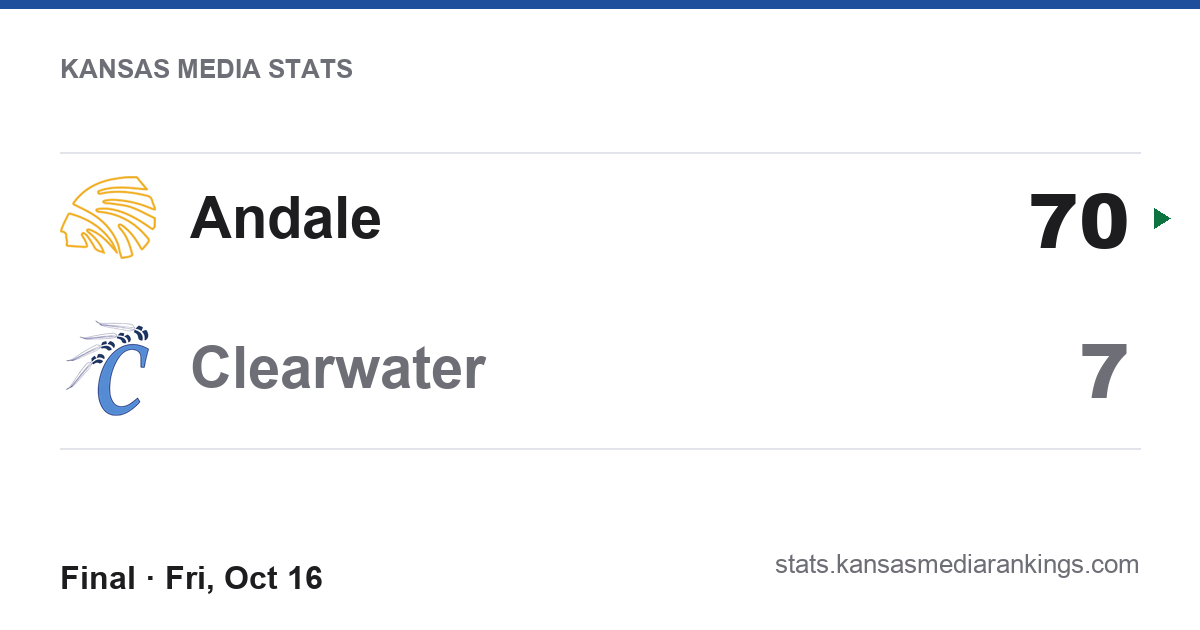 KANSAS MEDIA STATS
Andale 70
C Clearwater 7
Final · Fri, Oct 16
stats.kansasmediarankings.com